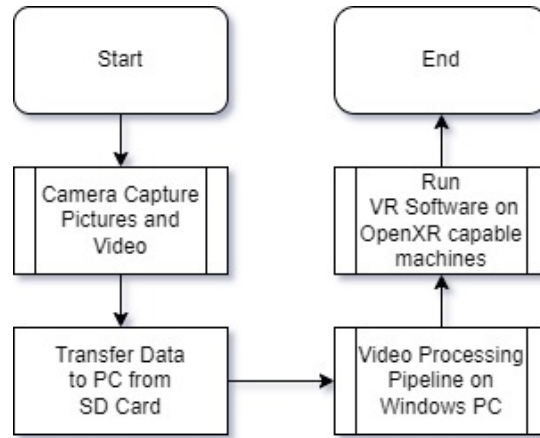 Start
Camera Capture
Pictures and
Video
Transfer Data
to PC from
SD Card
Video Processing
Pipeline on
Windows PC
Run
VR Software on
OpenXR capable
machines
End